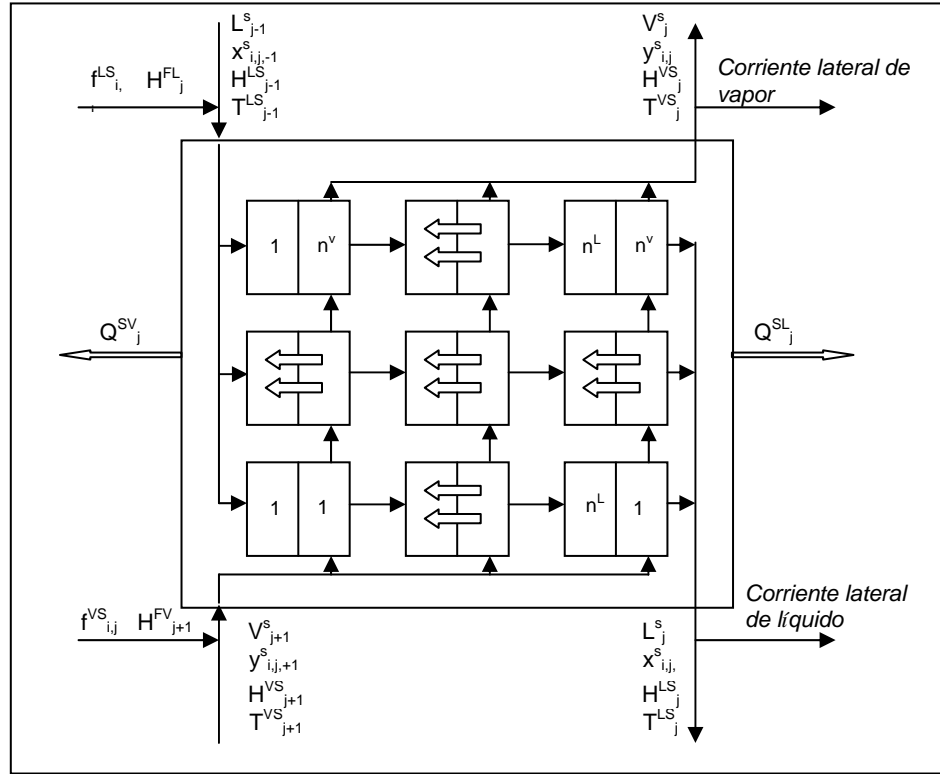 L^s_{j-1}
x^s_{i,j,-1}
H^{LS}_{j-1}
T^{LS}_{j-1}
f^{LS}_{i,} H^{FL}_j
V^s_j
y^s_{i,j}
H^{VS}_j
T^{VS}_j
Corriente lateral de
vapor
1 n^v n^L n^v
Q^{SV}_j
Q^{SL}_j
1 1 n^L 1
f^{VS}_{i,j} H^{FV}_{j+1}
V^s_{j+1}
y^s_{i,j,+1}
H^{VS}_{j+1}
T^{VS}_{j+1}
L^s_j
x^s_{i,j,}
H^{LS}_j
T^{LS}_j
Corriente lateral
de líquido